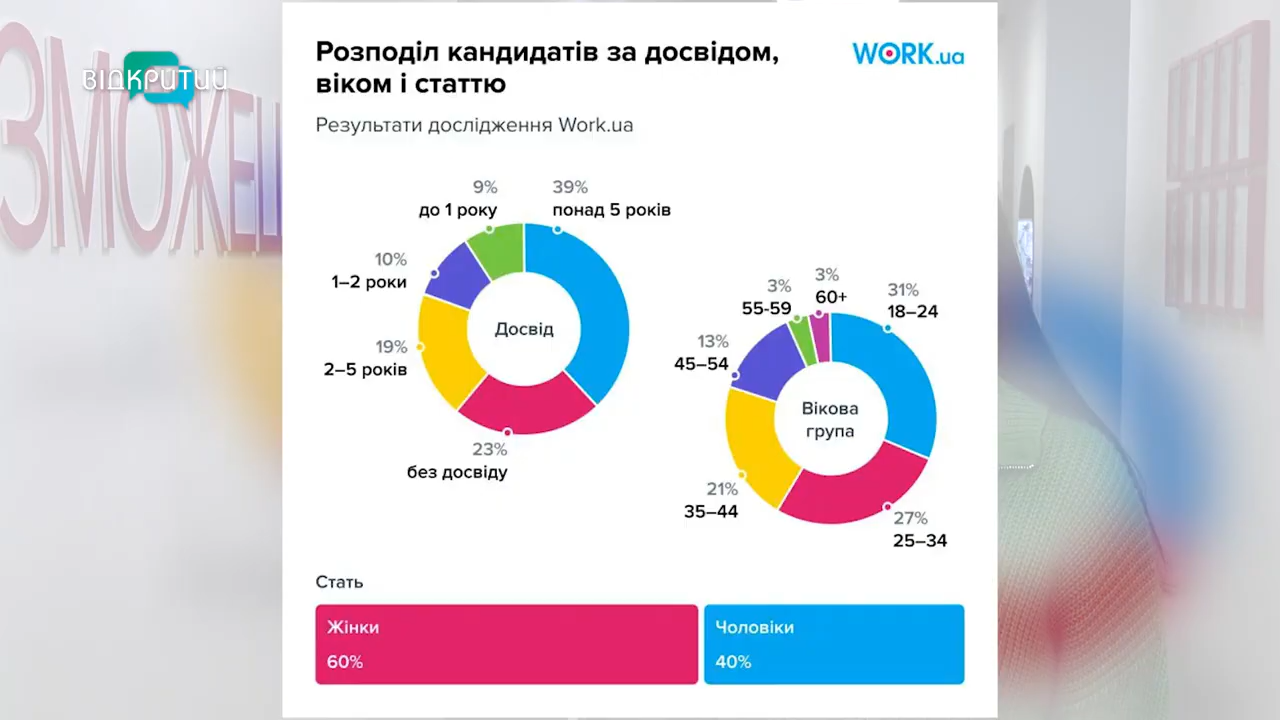 ЗМОЖЕШ
ВІДКРИТИЙ
Розподіл кандидатів за досвідом,
віком і статтю
WORK.ua
Результати дослідження Work.ua
9%
до 1 року
39%
понад 5 років
10%
1–2 роки
19%
2–5 років
23%
без досвіду
Досвід
3%
55-59
3%
60+
31%
18–24
13%
45–54
21%
35–44
27%
25–34
Вікова
група
Стать
Жінки
60%
Чоловіки
40%